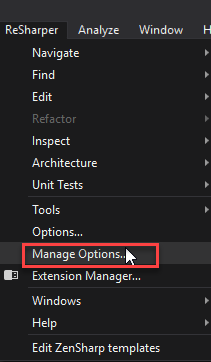 ReSharper Analyze Window H
Navigate
Find
Edit
Refactor
Inspect
Architecture
Unit Tests
Tools
Options...
Manage Options...
Extension Manager...
Windows
Help
Edit ZenSharp templates